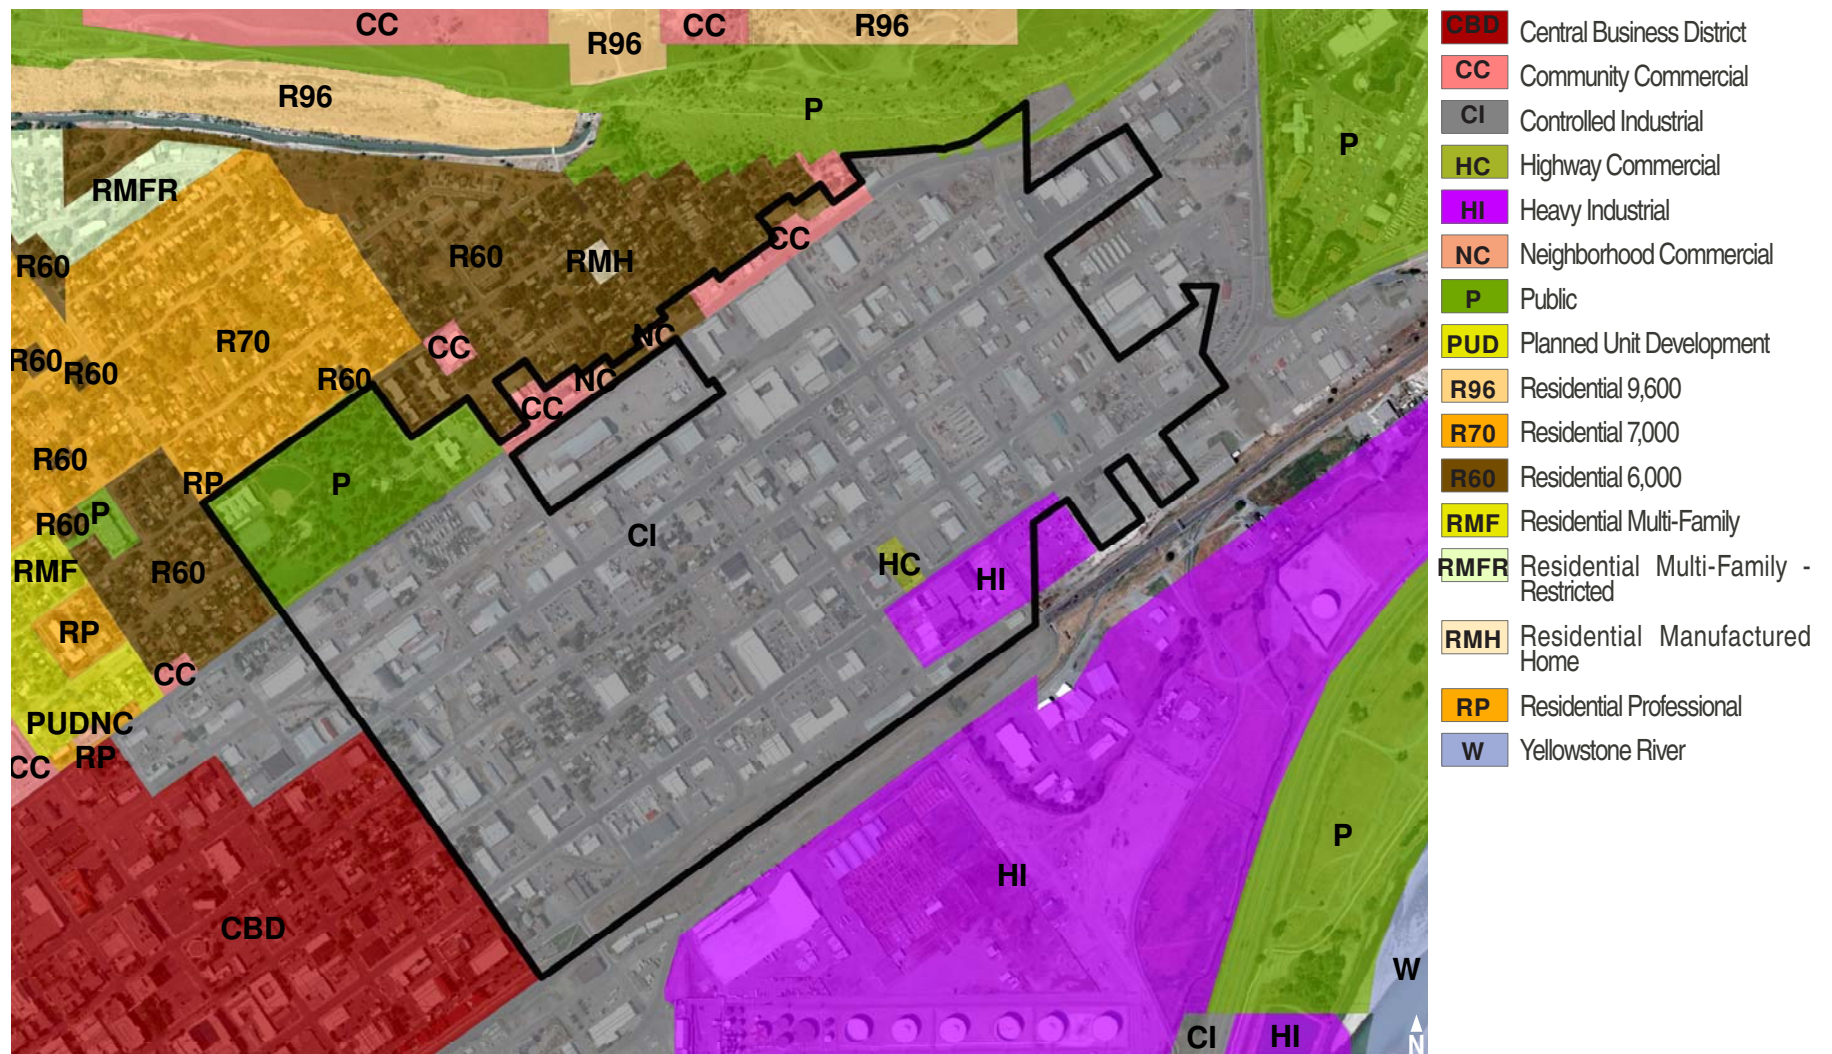 CC
CC
R96
R96
R96
P
P
RMFR
R60
RMH
R60
CC
R70
NC
CC
R60
R60
R60
NC
CC
R60
RP
P
R60
P
CI
HC
HI
RMF
R60
RP
CC
PUDNC
RP
CC
P
HI
CBD
W
CI
HI
N
CBD Central Business District
CC Community Commercial
CI Controlled Industrial
HC Highway Commercial
HI Heavy Industrial
NC Neighborhood Commercial
P Public
PUD Planned Unit Development
R96 Residential 9,600
R70 Residential 7,000
R60 Residential 6,000
RMF Residential Multi-Family
RMFR Residential Multi-Family -
Restricted
RMH Residential Manufactured
Home
RP Residential Professional
W Yellowstone River